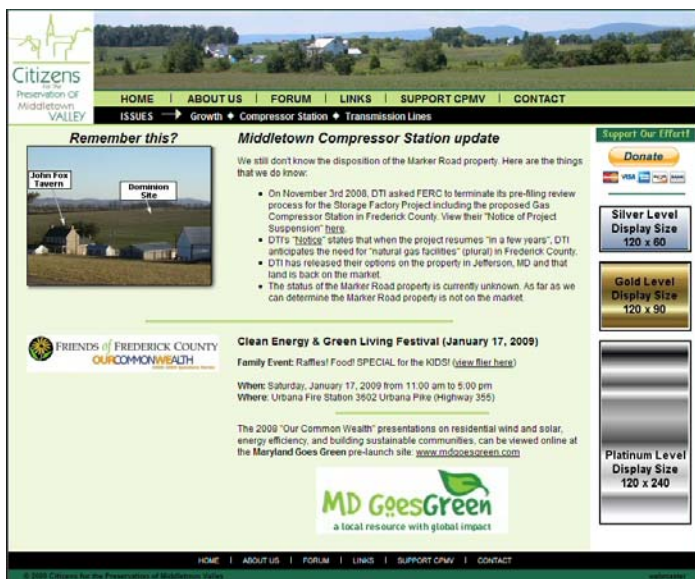 Citizens
For The
Preservation OF
Middletown
VALLEY
HOME | ABOUT US | FORUM | LINKS | SUPPORT CPMV | CONTACT
ISSUES Growth Compressor Station Transmission Lines
Remember this?
John Fox
Tavern
Dominion
Site
Middletown Compressor Station update
We still don't know the disposition of the Marker Road property. Here are the things
that we do know:
On November 3rd 2008, DTI asked FERC to terminate its pre-filing review
process for the Storage Factory Project including the proposed Gas
Compressor Station in Frederick County. View their "Notice of Project
Suspension" here.
DTI's "Notice" states that when the project resumes "in a few years", DTI
anticipates the need for "natural gas facilities" (plural) in Frederick County.
DTI has released their options on the property in Jefferson, MD and that
land is back on the market.
The status of the Marker Road property is currently unknown. As far as we
can determine the Marker Road property is not on the market.
Support Our Effort!
Donate
VISA
Silver Level
Display Size
120 x 60
Gold Level
Display Size
120 x 90
Platinum Level
Display Size
120 x 240
FRIENDS of FREDERICK COUNTY
OURCOMMONWEALTH
Clean Energy & Green Living Festival (January 17, 2009)
Family Event: Raffles! Food! SPECIAL for the KIDS! (view flier here)
When: Saturday, January 17, 2009 from 11:00 am to 5:00 pm
Where: Urbana Fire Station 3602 Urbana Pike (Highway 355)
The 2008 "Our Common Wealth" presentations on residential wind and solar,
energy efficiency, and building sustainable communities, can be viewed online at
the Maryland Goes Green pre-launch site: www.mdgoesgreen.com
MD GoesGreen
a local resource with global impact
HOME | ABOUT US | FORUM | LINKS | SUPPORT CPMV | CONTACT
© 2008 Citizens for the Preservation of Middletown Valley
webmaster